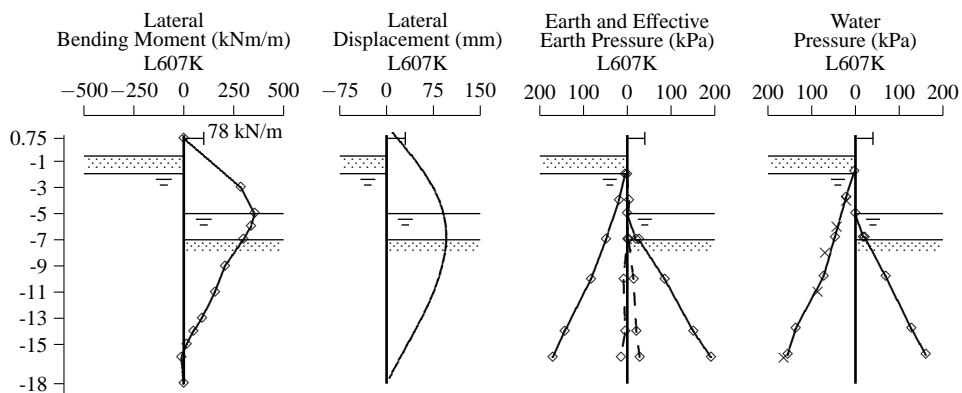 Lateral
Bending Moment (kNm/m)
L607K
−500−250 0 250 500
Lateral
Displacement (mm)
L607K
−75 0 75 150
Earth and Effective
Earth Pressure (kPa)
L607K
200 100 0 100 200
Water
Pressure (kPa)
L607K
200 100 0 100 200
0.75
-1
-3
-5
-7
-9
-11
-13
-15
-18
78 kN/m